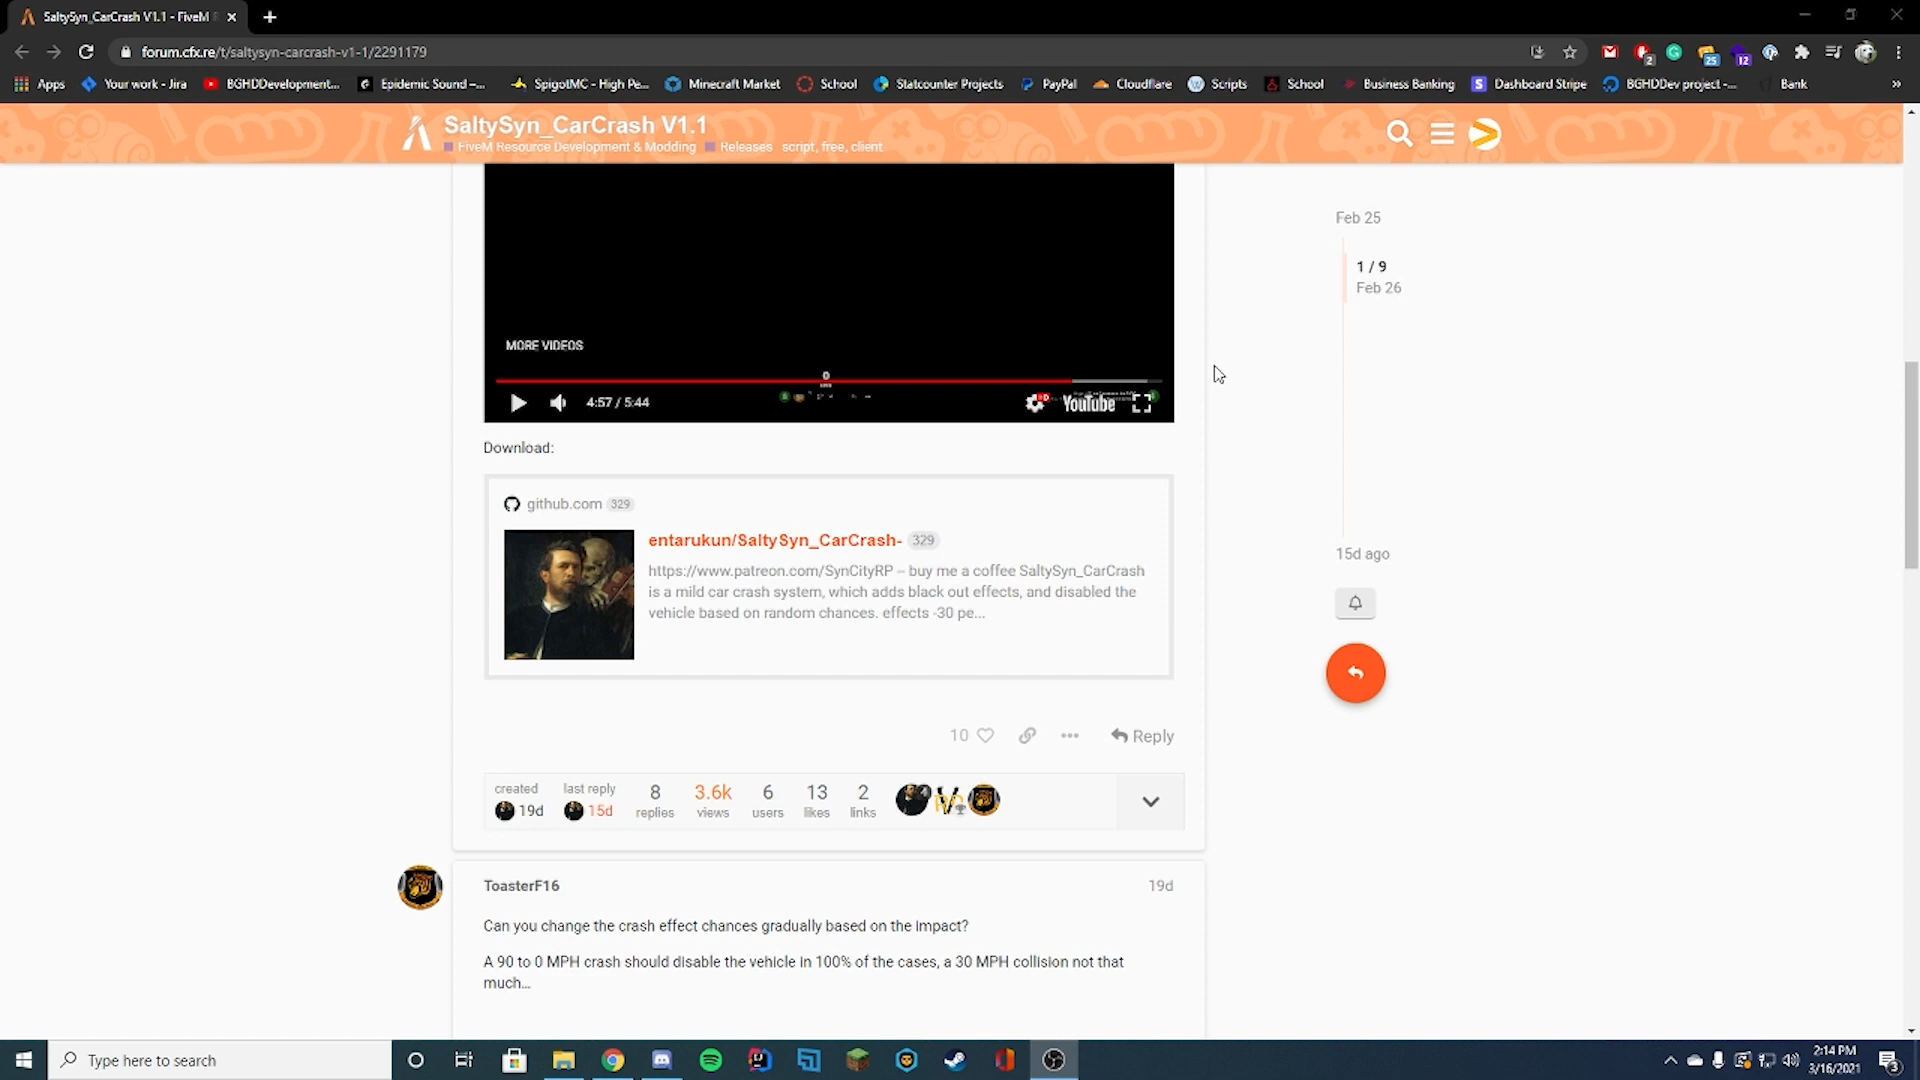 SaltySyn_CarCrash V1.1 - FiveM
forum.cfx.re/t/saltysyn-carcrash-v1-1/2291179
2
25
12
Apps
Your work - Jira
BGHDDevelopment...
Epidemic Sound –...
SpigotMC - High Pe...
Minecraft Market
School
Statcounter Projects
PayPal
Cloudflare
Scripts
School
Business Banking
Dashboard Stripe
BGHDDev project -...
Bank
SaltySyn_CarCrash V1.1
FiveM Resource Development & Modding Releases script, free, client
Feb 25
1 / 9
Feb 26
MORE VIDEOS
4:57 / 5:44
YouTube
Download:
github.com 329
entarukun/SaltySyn_CarCrash- 329
https://www.patreon.com/SynCityRP – buy me a coffee SaltySyn_CarCrash
is a mild car crash system, which adds black out effects, and disabled the
vehicle based on random chances. effects -30 pe...
15d ago
10
Reply
created
19d
last reply
15d
8
replies
3.6k
views
6
users
13
likes
2
links
4
ToasterF16
19d
Can you change the crash effect chances gradually based on the Impact?
A 90 to 0 MPH crash should disable the vehicle in 100% of the cases, a 30 MPH collision not that
much...
Type here to search
2:14 PM
3/16/2021
3